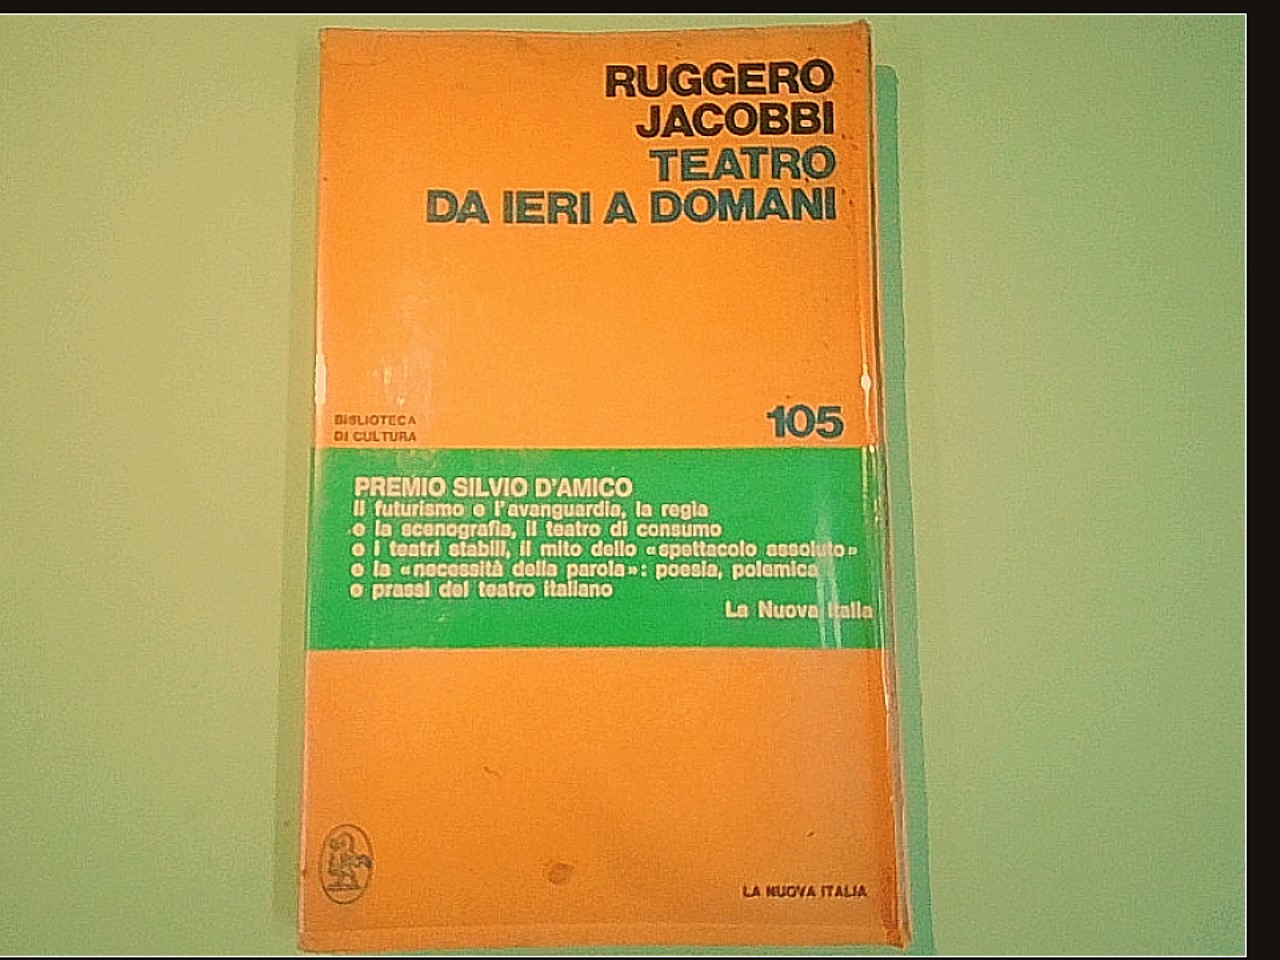 RUGGERO
JACOBBI
TEATRO
DA IERI A DOMANI
BIBLIOTECA
DI CULTURA
105
PREMIO SILVIO D'AMICO
Il futurismo e l'avanguardia, la regia
e la scenografia, il teatro di consumo
e i teatri stabili, il mito dello «spettacolo assoluto»
e la «necessità della parola»: poesia, polemica
e prassi del teatro italiano
La Nuova Italia
LA NUOVA ITALIA